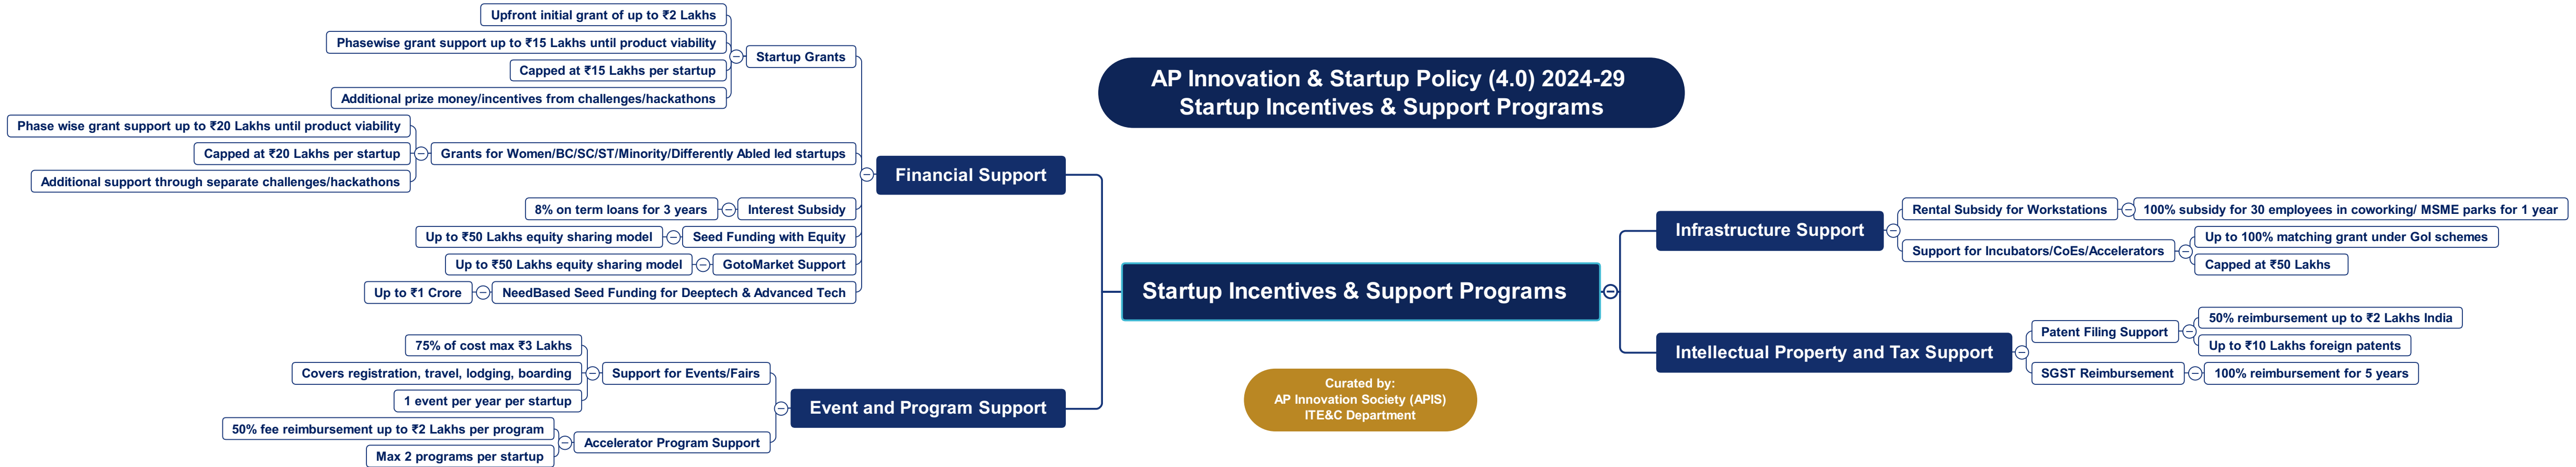 AP Innovation & Startup Policy (4.0) 2024-29
Startup Incentives & Support Programs
Startup Incentives & Support Programs
Financial Support
Startup Grants
Upfront initial grant of up to ₹2 Lakhs
Phasewise grant support up to ₹15 Lakhs until product viability
Capped at ₹15 Lakhs per startup
Additional prize money/incentives from challenges/hackathons
Grants for Women/BC/SC/ST/Minority/Differently Abled led startups
Phase wise grant support up to ₹20 Lakhs until product viability
Capped at ₹20 Lakhs per startup
Additional support through separate challenges/hackathons
Interest Subsidy
8% on term loans for 3 years
Seed Funding with Equity
Up to ₹50 Lakhs equity sharing model
GotoMarket Support
Up to ₹50 Lakhs equity sharing model
NeedBased Seed Funding for Deeptech & Advanced Tech
Up to ₹1 Crore
Event and Program Support
Support for Events/Fairs
75% of cost max ₹3 Lakhs
Covers registration, travel, lodging, boarding
1 event per year per startup
Accelerator Program Support
50% fee reimbursement up to ₹2 Lakhs per program
Max 2 programs per startup
Infrastructure Support
Rental Subsidy for Workstations
100% subsidy for 30 employees in coworking/ MSME parks for 1 year
Support for Incubators/CoEs/Accelerators
Up to 100% matching grant under GoI schemes
Capped at ₹50 Lakhs
Intellectual Property and Tax Support
Patent Filing Support
50% reimbursement up to ₹2 Lakhs India
Up to ₹10 Lakhs foreign patents
SGST Reimbursement
100% reimbursement for 5 years
Curated by:
AP Innovation Society (APIS)
ITE&C Department